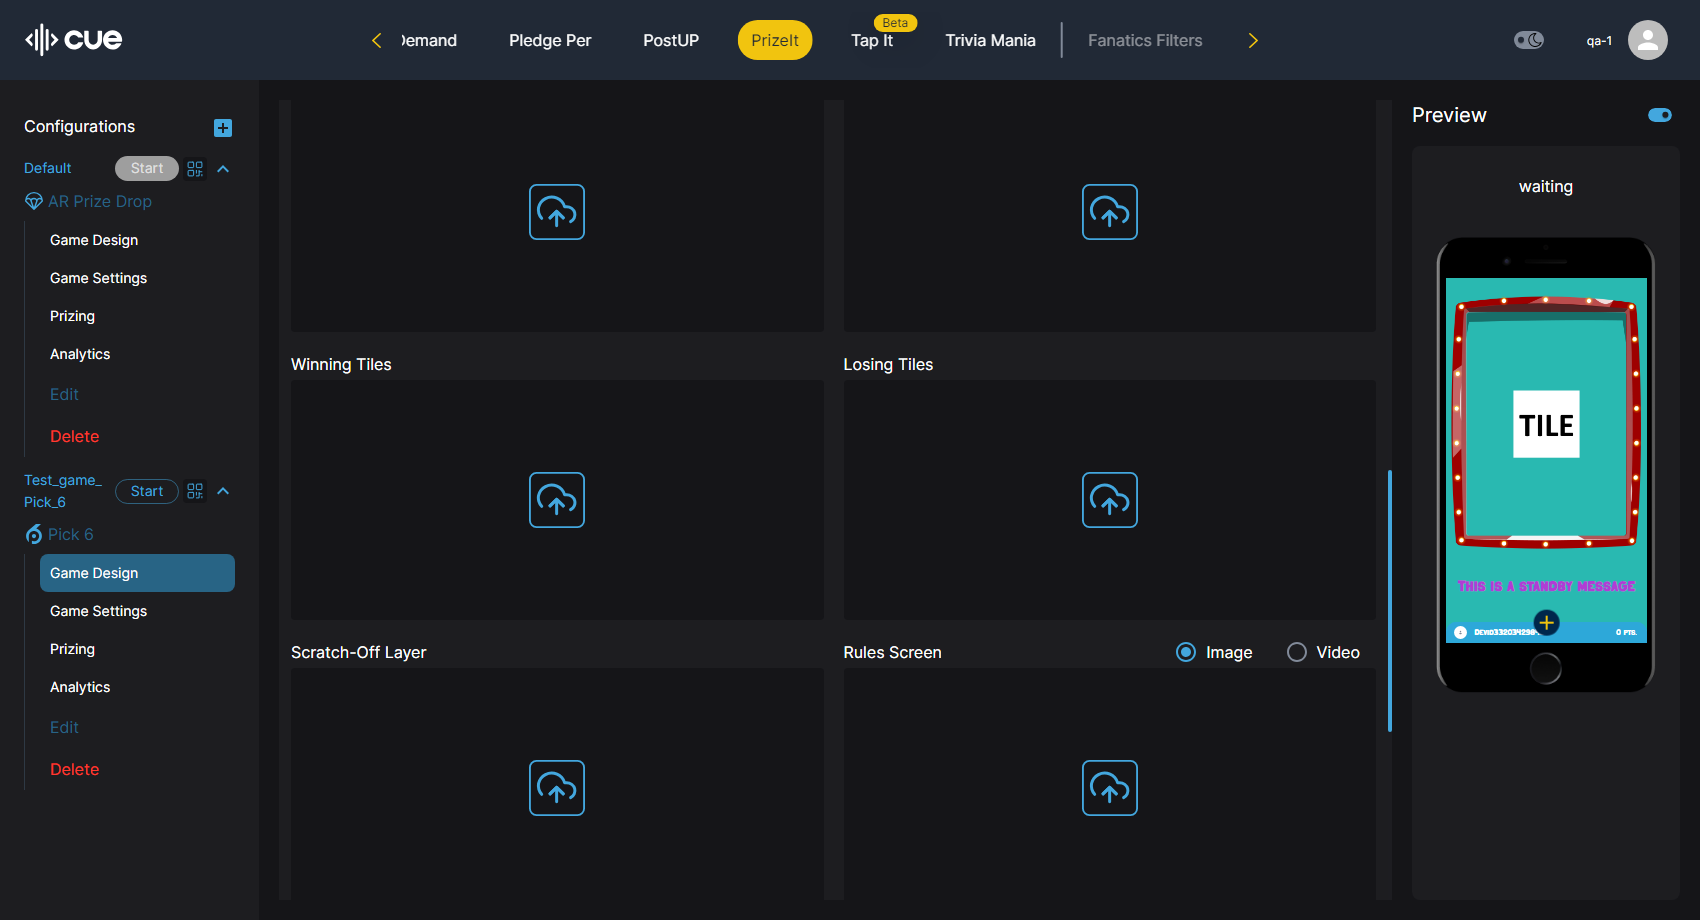 cue
Demand
Pledge Per
PostUP
PrizeIt
Beta
Tap It
Trivia Mania
Fanatics Filters
qa-1
Configurations
Default
Start
AR Prize Drop
Game Design
Game Settings
Prizing
Analytics
Edit
Delete
Test_game_
Pick_6
Start
Pick 6
Game Design
Game Settings
Prizing
Analytics
Edit
Delete
Winning Tiles
Losing Tiles
Scratch-Off Layer
Rules Screen
Image
Video
Preview
waiting
TILE
THIS IS A STANDBY MESSAGE
0 PTS.